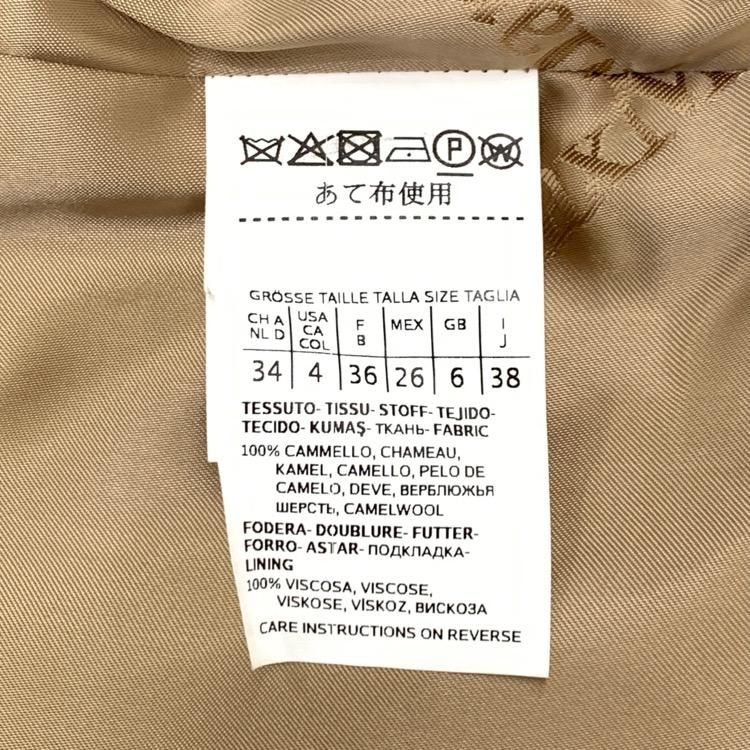 P W
あて布使用
GRÖSSE TAILLE TALLA SIZE TAGLIA
CH A NL D USA CA COL F B MEX GB I J
34 4 36 26 6 38
TESSUTO- TISSU- STOFF- TEJIDO-
TECIDO- KUMAŞ- ТКАНЬ- FABRIC
100% CAMMELLO, CHAMEAU,
KAMEL, CAMELLO, PELO DE
CAMELO, DEVE, ВЕРБЛЮЖЬЯ
ШЕРСТЬ, CAMELWOOL
FODERA- DOUBLURE- FUTTER-
FORRO- ASTAR- ПОДКЛАДКА-
LINING
100% VISCOSA, VISCOSE,
VISKOSE, VİSKOZ, ВИСКОЗА
CARE INSTRUCTIONS ON REVERSE